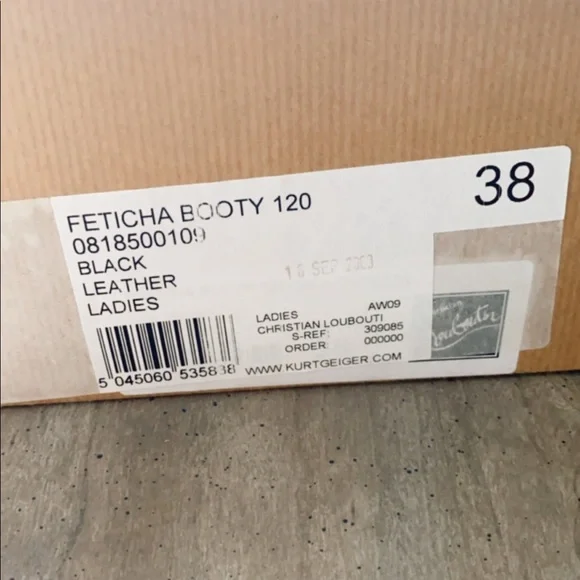 FETICHA BOOTY 120
38
0818500109
BLACK
LEATHER
LADIES
LADIES AW09
CHRISTIAN LOUBOUTI
S-REF: 309085
ORDER: 000000
5 045060 535838
WWW.KURTGEIGER.COM
Louboutin